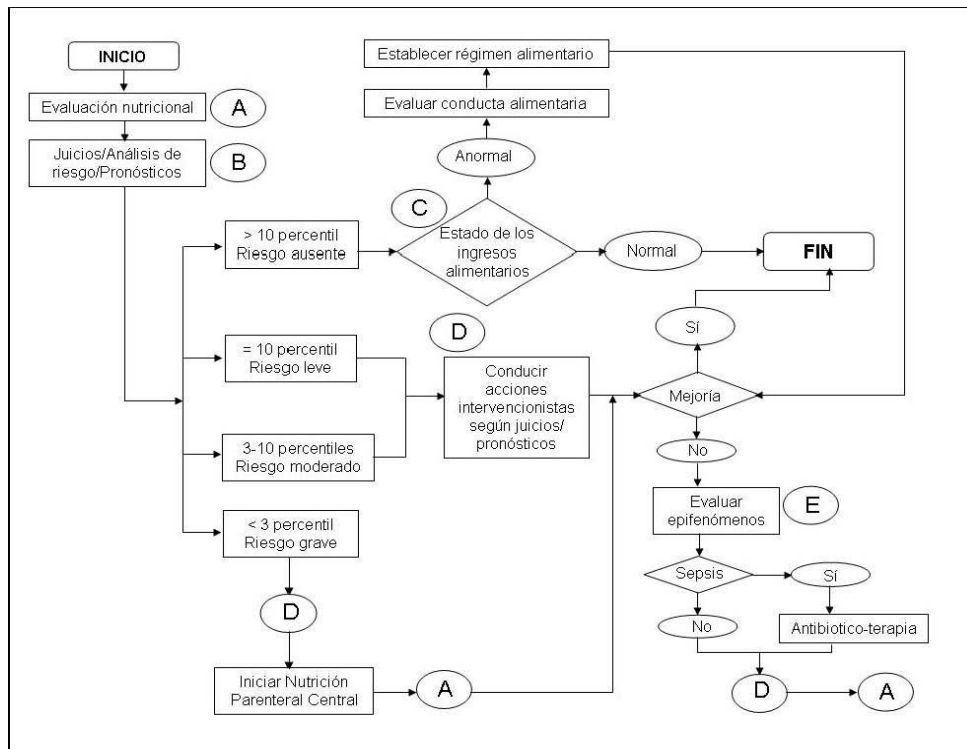 INICIO
Evaluación nutricional
A
Juicios/Análisis de
riesgo/Pronósticos
B
Establecer régimen alimentario
Evaluar conducta alimentaria
Anormal
C
> 10 percentil
Riesgo ausente
Estado de los
ingresos
alimentarios
Normal
FIN
Sí
D
= 10 percentil
Riesgo leve
Conducir
acciones
intervencionistas
según juicios/
pronósticos
Mejoría
3-10 percentiles
Riesgo moderado
No
Evaluar
epifenómenos
E
< 3 percentil
Riesgo grave
Sepsis
Sí
D
No
Antibiotico-terapia
Iniciar Nutrición
Parenteral Central
A
D
A